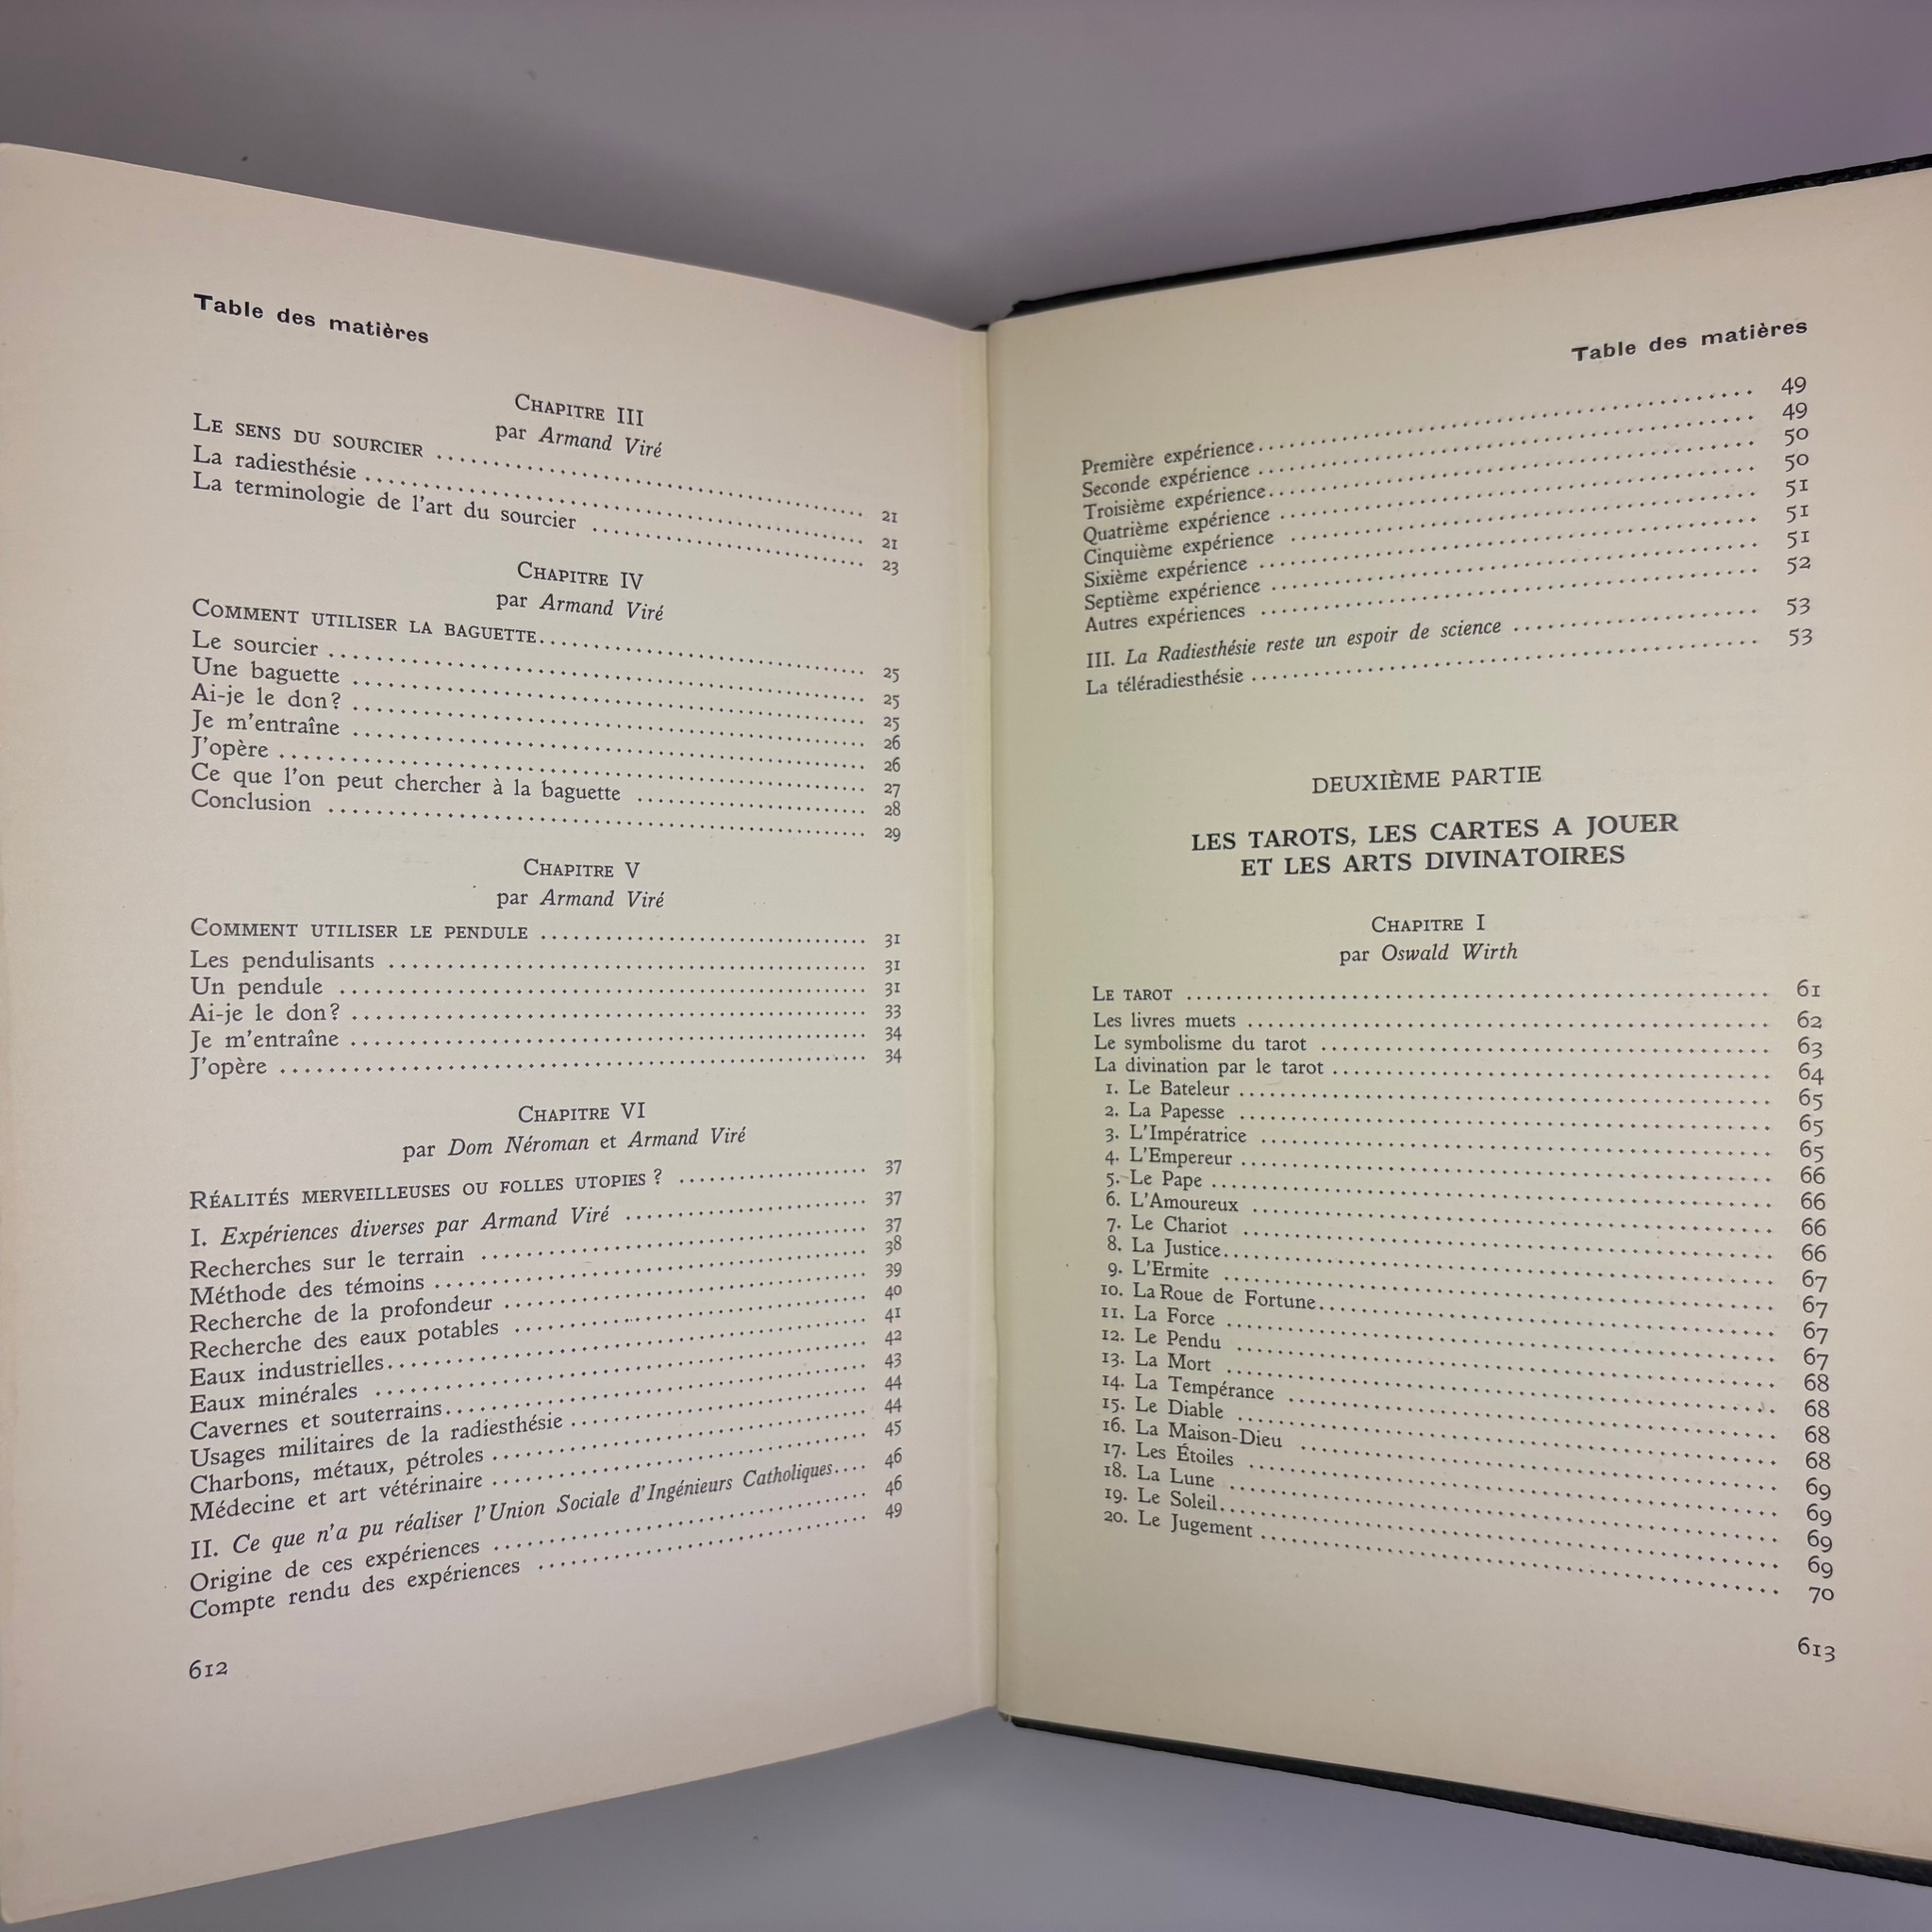 Table des matières
CHAPITRE III
par Armand Viré
LE SENS DU SOURCIER ........ 21
La radiesthésie ........ 21
La terminologie de l'art du sourcier ........ 23
CHAPITRE IV
par Armand Viré
COMMENT UTILISER LA BAGUETTE ........ 25
Le sourcier ........ 25
Une baguette ........ 25
Ai-je le don? ........ 26
Je m'entraîne ........ 26
J'opère ........ 27
Ce que l'on peut chercher à la baguette ........ 28
Conclusion ........ 29
CHAPITRE V
par Armand Viré
COMMENT UTILISER LE PENDULE ........ 31
Les pendulisants ........ 31
Un pendule ........ 31
Ai-je le don? ........ 33
Je m'entraîne ........ 34
J'opère ........ 34
CHAPITRE VI
par Dom Néroman et Armand Viré
RÉALITÉS MERVEILLEUSES OU FOLLES UTOPIES ? ........ 37
I. Expériences diverses par Armand Viré ........ 37
Recherches sur le terrain ........ 37
Méthode des témoins ........ 38
Recherche de la profondeur ........ 39
Recherche des eaux potables ........ 40
Eaux industrielles ........ 41
Eaux minérales ........ 42
Cavernes et souterrains ........ 43
Usages militaires de la radiesthésie ........ 44
Charbons, métaux, pétroles ........ 44
Médecine et art vétérinaire ........ 45
II. Ce que n'a pu réaliser l'Union Sociale d'Ingénieurs Catholiques .... 46
Origine de ces expériences ........ 46
Compte rendu des expériences ........ 49
612
Table des matières
Première expérience ........ 49
Seconde expérience ........ 49
Troisième expérience ........ 50
Quatrième expérience ........ 50
Cinquième expérience ........ 51
Sixième expérience ........ 51
Septième expérience ........ 51
Autres expériences ........ 52
III. La Radiesthésie reste un espoir de science ........ 53
La téléradiesthésie ........ 53
DEUXIÈME PARTIE
LES TAROTS, LES CARTES A JOUER
ET LES ARTS DIVINATOIRES
CHAPITRE I
par Oswald Wirth
LE TAROT ........ 61
Les livres muets ........ 62
Le symbolisme du tarot ........ 63
La divination par le tarot ........ 64
1. Le Bateleur ........ 65
2. La Papesse ........ 65
3. L'Impératrice ........ 65
4. L'Empereur ........ 66
5. Le Pape ........ 66
6. L'Amoureux ........ 66
7. Le Chariot ........ 66
8. La Justice ........ 67
9. L'Ermite ........ 67
10. La Roue de Fortune ........ 67
11. La Force ........ 67
12. Le Pendu ........ 68
13. La Mort ........ 68
14. La Tempérance ........ 68
15. Le Diable ........ 68
16. La Maison-Dieu ........ 69
17. Les Étoiles ........ 69
18. La Lune ........ 69
19. Le Soleil ........ 69
20. Le Jugement ........ 70
613